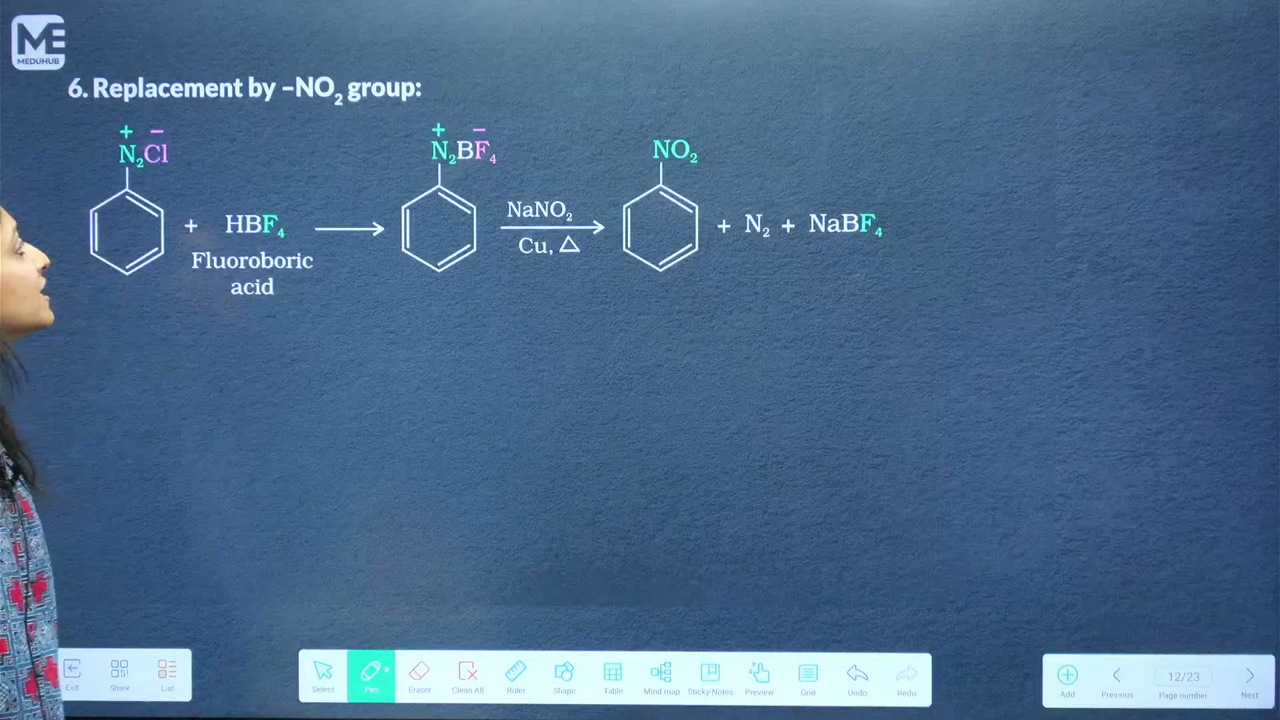 ME
MEDUHUB
6. Replacement by –NO₂ group:
+ −
N₂Cl
+ HBF₄
Fluoroboric
acid
+ −
N₂BF₄
NaNO₂
Cu, △
NO₂
+ N₂ + NaBF₄
Exit Share List
Select Pen Eraser Clean All Ruler Shape Table Mind map Sticky Notes Preview Grid Undo Redo
12/23
Add Previous Page number Next